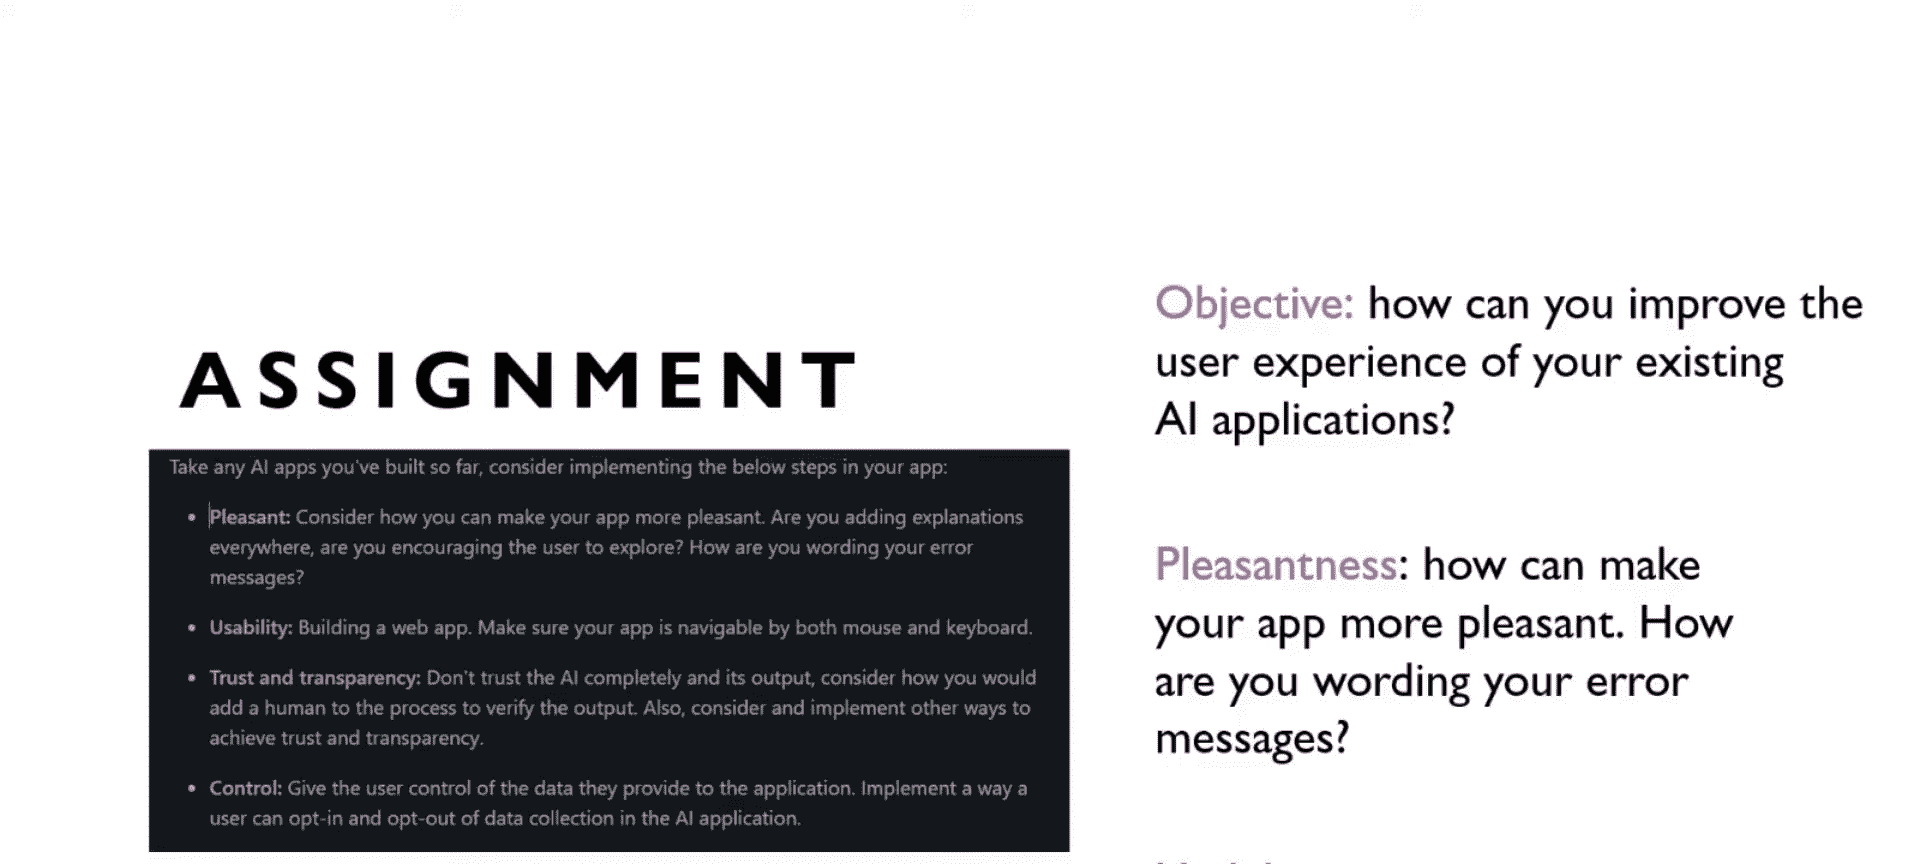 ASSIGNMENT
Take any AI apps you've built so far, consider implementing the below steps in your app:
• Pleasant: Consider how you can make your app more pleasant. Are you adding explanations
everywhere, are you encouraging the user to explore? How are you wording your error
messages?
• Usability: Building a web app. Make sure your app is navigable by both mouse and keyboard.
• Trust and transparency: Don't trust the AI completely and its output, consider how you would
add a human to the process to verify the output. Also, consider and implement other ways to
achieve trust and transparency.
• Control: Give the user control of the data they provide to the application. Implement a way a
user can opt-in and opt-out of data collection in the AI application.
Objective: how can you improve the
user experience of your existing
AI applications?
Pleasantness: how can make
your app more pleasant. How
are you wording your error
messages?